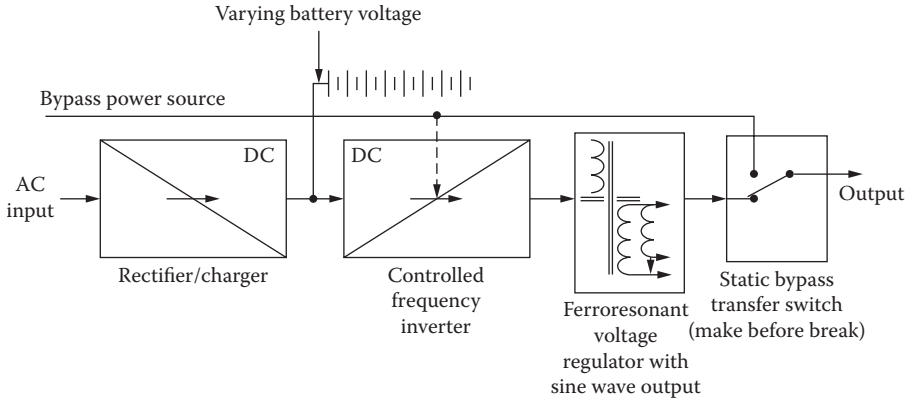 Varying battery voltage
Bypass power source
DC
DC
AC
input
Output
Rectifier/charger
Controlled
frequency
inverter
Ferroresonant
voltage
regulator with
sine wave output
Static bypass
transfer switch
(make before break)